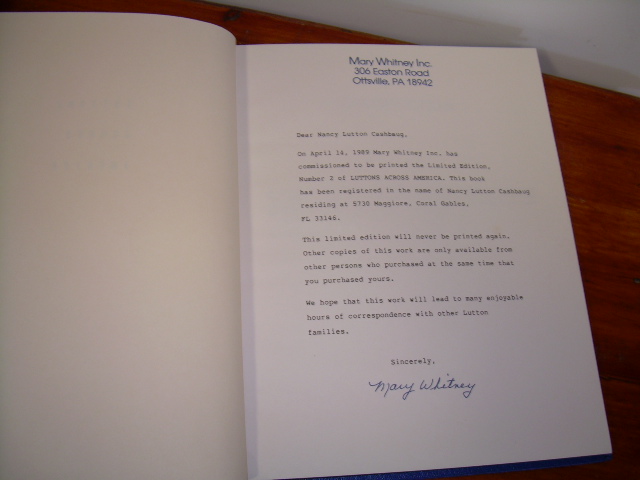 Mary Whitney Inc.
306 Easton Road
Ottsville, PA 18942
Dear Nancy Lutton Cashbaug,
On April 14, 1989 Mary Whitney Inc. has
commissioned to be printed the Limited Edition,
Number 2 of LUTTONS ACROSS AMERICA. This book
has been registered in the name of Nancy Lutton Cashbaug
residing at 5730 Maggiore, Coral Gables,
FL 33146.
This limited edition will never be printed again.
Other copies of this work are only available from
other persons who purchased at the same time that
you purchased yours.
We hope that this work will lead to many enjoyable
hours of correspondence with other Lutton
families.
Sincerely,
Mary Whitney